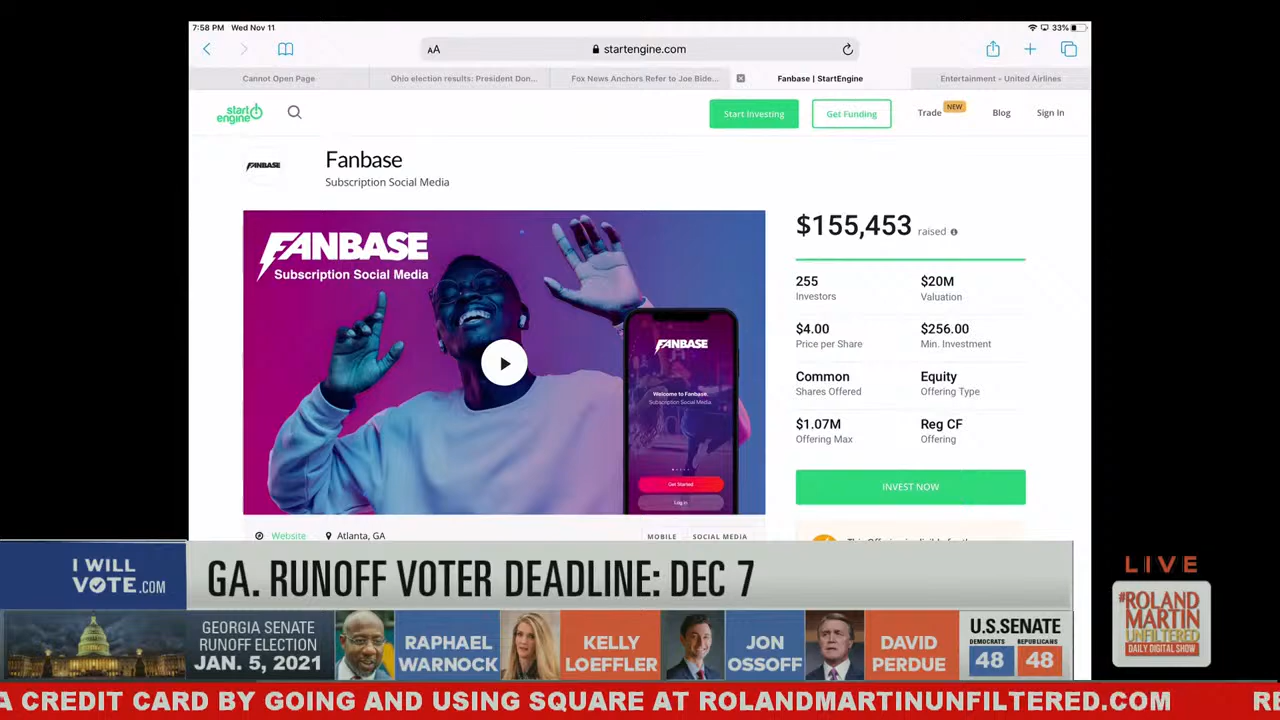 7:58 PM Wed Nov 11
33%
AA
startengine.com
Cannot Open Page
Ohio election results: President Don...
Fox News Anchors Refer to Joe Bide...
Fanbase | StartEngine
Entertainment - United Airlines
start engine
Start Investing
Get Funding
Trade
NEW
Blog
Sign In
FANBASE
Fanbase
Subscription Social Media
FANBASE
Subscription Social Media
FANBASE
Welcome to Fanbase.
Subscription Social Media.
Get Started
Log in
$155,453 raised
255
Investors
$20M
Valuation
$4.00
Price per Share
$256.00
Min. Investment
Common
Shares Offered
Equity
Offering Type
$1.07M
Offering Max
Reg CF
Offering
INVEST NOW
Website
Atlanta, GA
MOBILE
SOCIAL MEDIA
I WILL
VOTE.COM
GA. RUNOFF VOTER DEADLINE: DEC 7
GEORGIA SENATE
RUNOFF ELECTION
JAN. 5, 2021
RAPHAEL
WARNOCK
KELLY
LOEFFLER
JON
OSSOFF
DAVID
PERDUE
U.S.SENATE
DEMOCRATS REPUBLICANS
48 48
LIVE
#ROLAND
MARTIN
UNFILTERED
DAILY DIGITAL SHOW
A CREDIT CARD BY GOING AND USING SQUARE AT ROLANDMARTINUNFILTERED.COM
RE